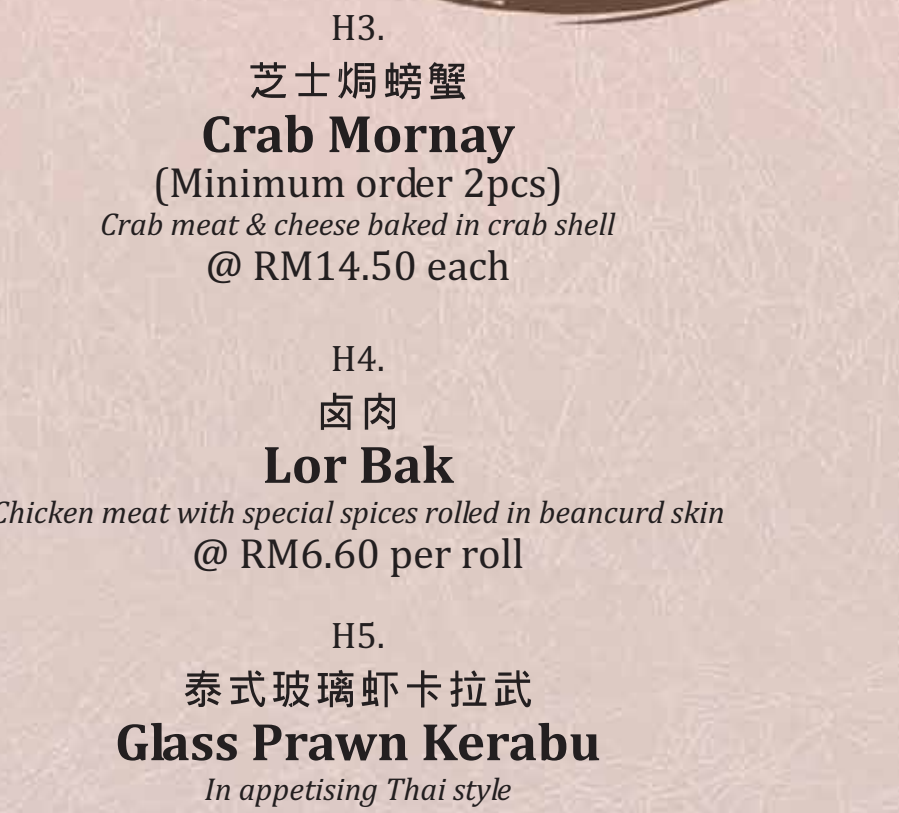 H3.
芝士焗螃蟹
Crab Mornay
(Minimum order 2pcs)
Crab meat & cheese baked in crab shell
@ RM14.50 each
H4.
卤肉
Lor Bak
Chicken meat with special spices rolled in beancurd skin
@ RM6.60 per roll
H5.
泰式玻璃虾卡拉武
Glass Prawn Kerabu
In appetising Thai style